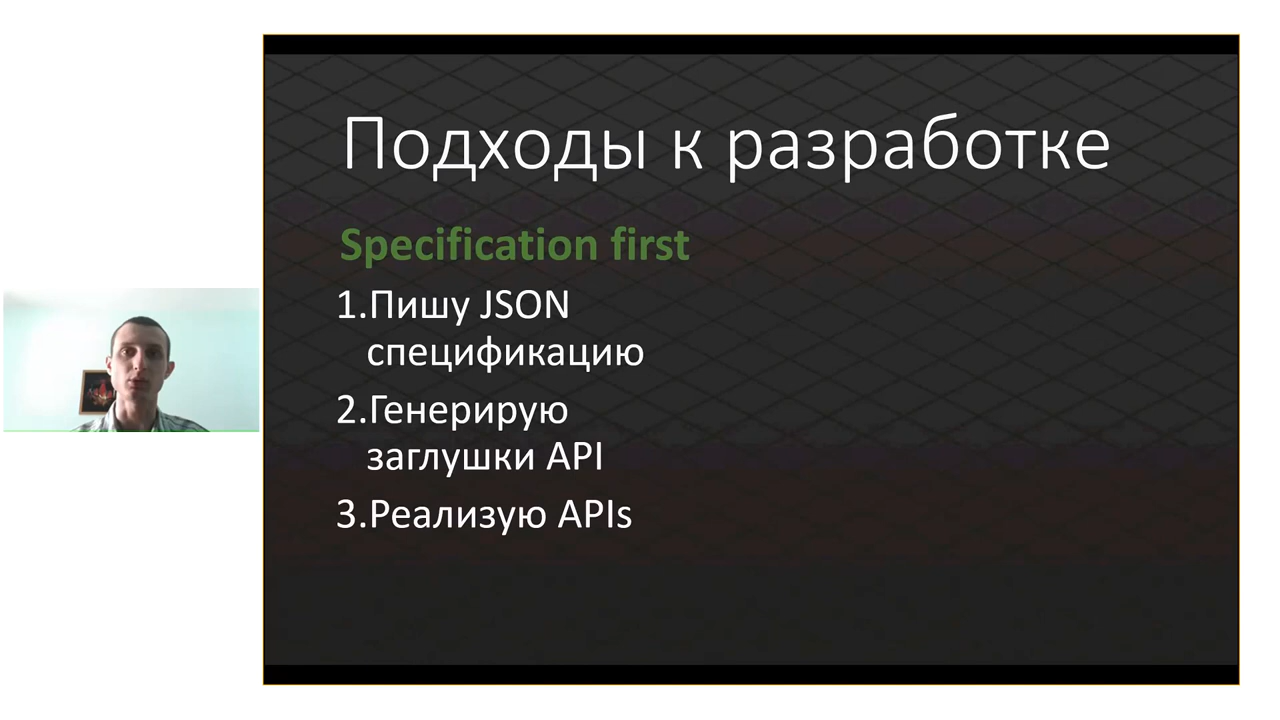 Подходы к разработке
Specification first
1.Пишу JSON
спецификацию
2.Генерирую
заглушки API
3.Реализую APIs